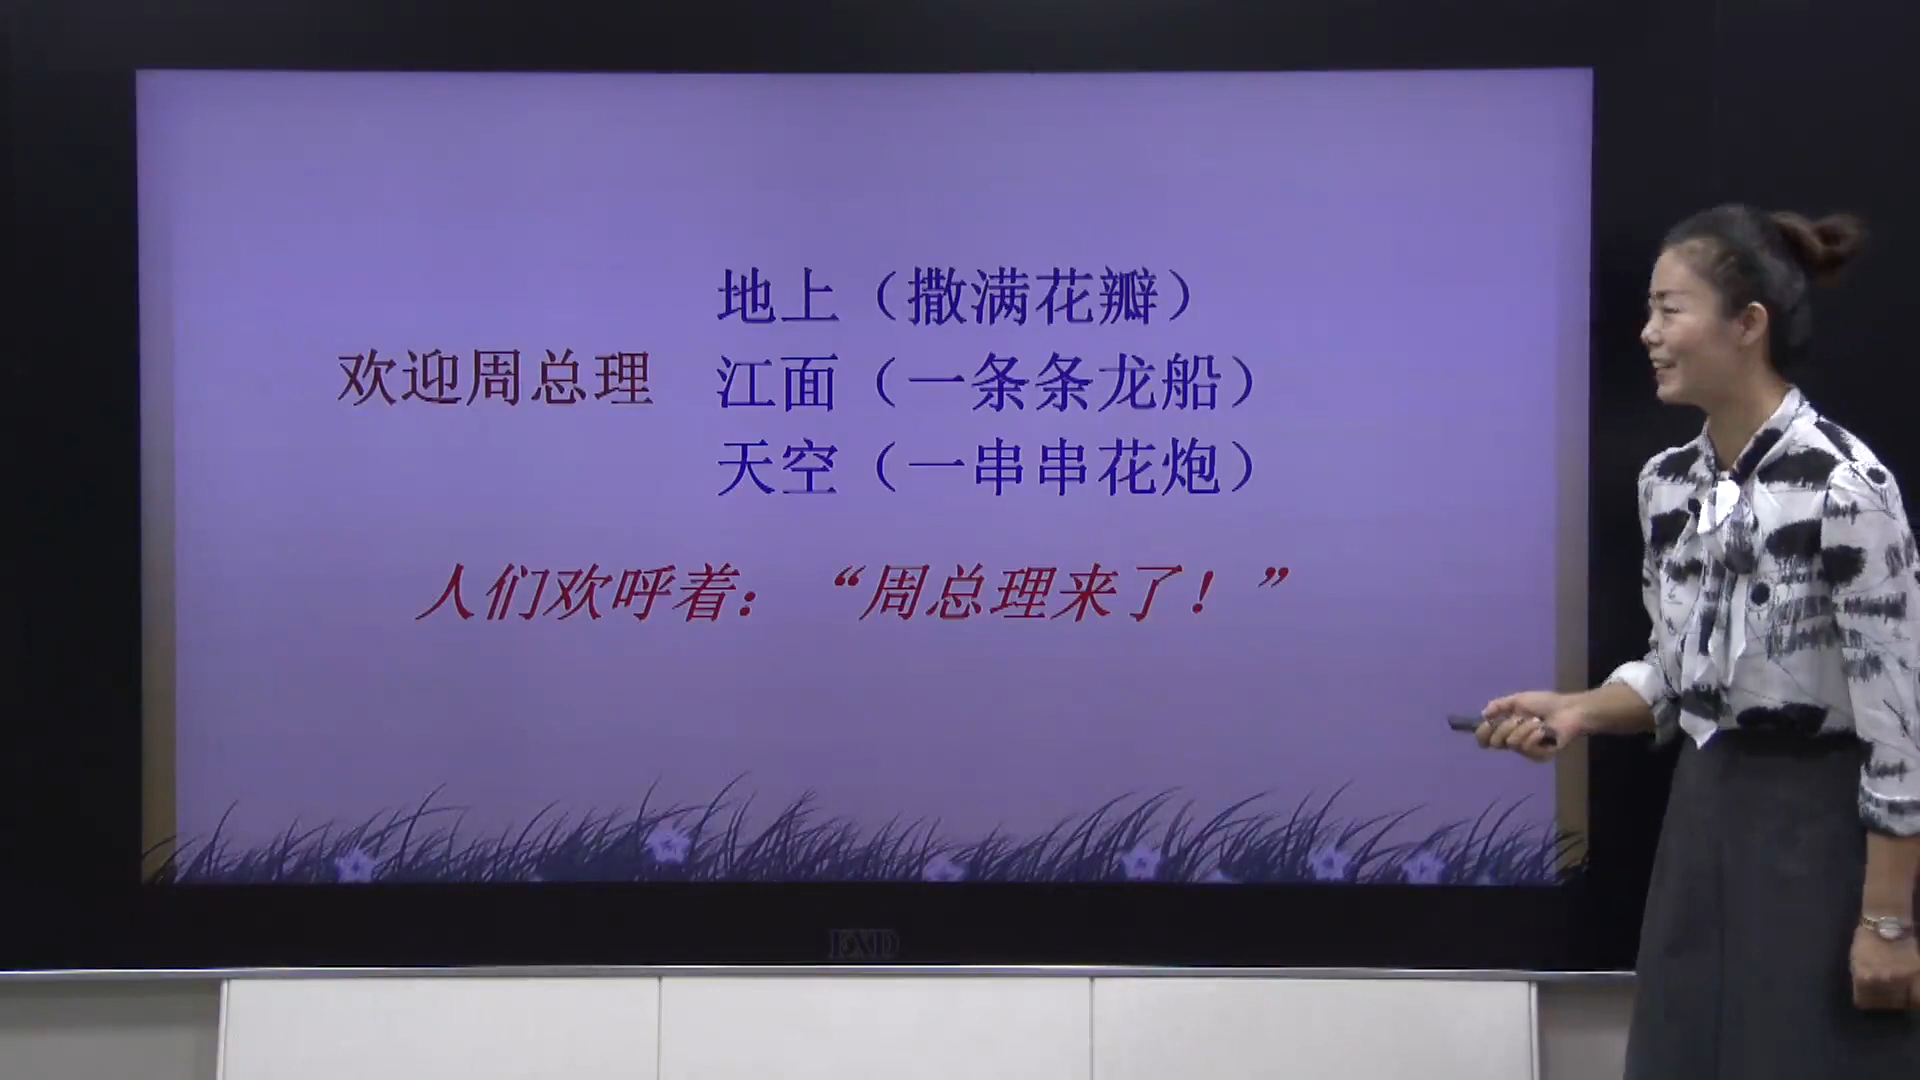 地上（撒满花瓣）
欢迎周总理
江面（一条条龙船）
天空（一串串花炮）
人们欢呼着：“周总理来了！”